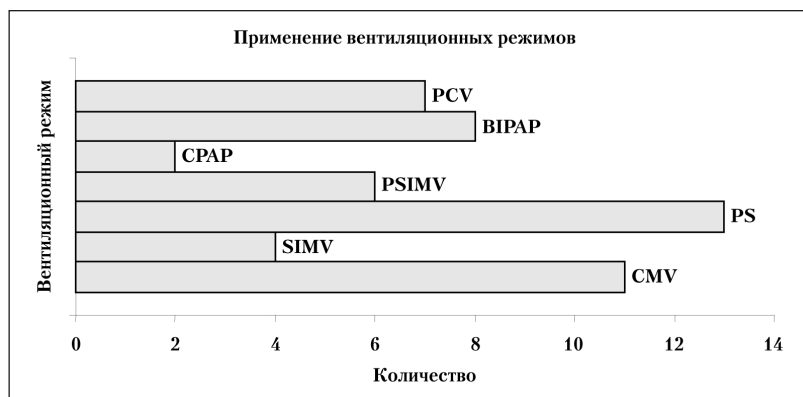 Применение вентиляционных режимов
Вентиляционный режим
PCV
BIPAP
CPAP
PSIMV
PS
SIMV
CMV
0 2 4 6 8 10 12 14
Количество